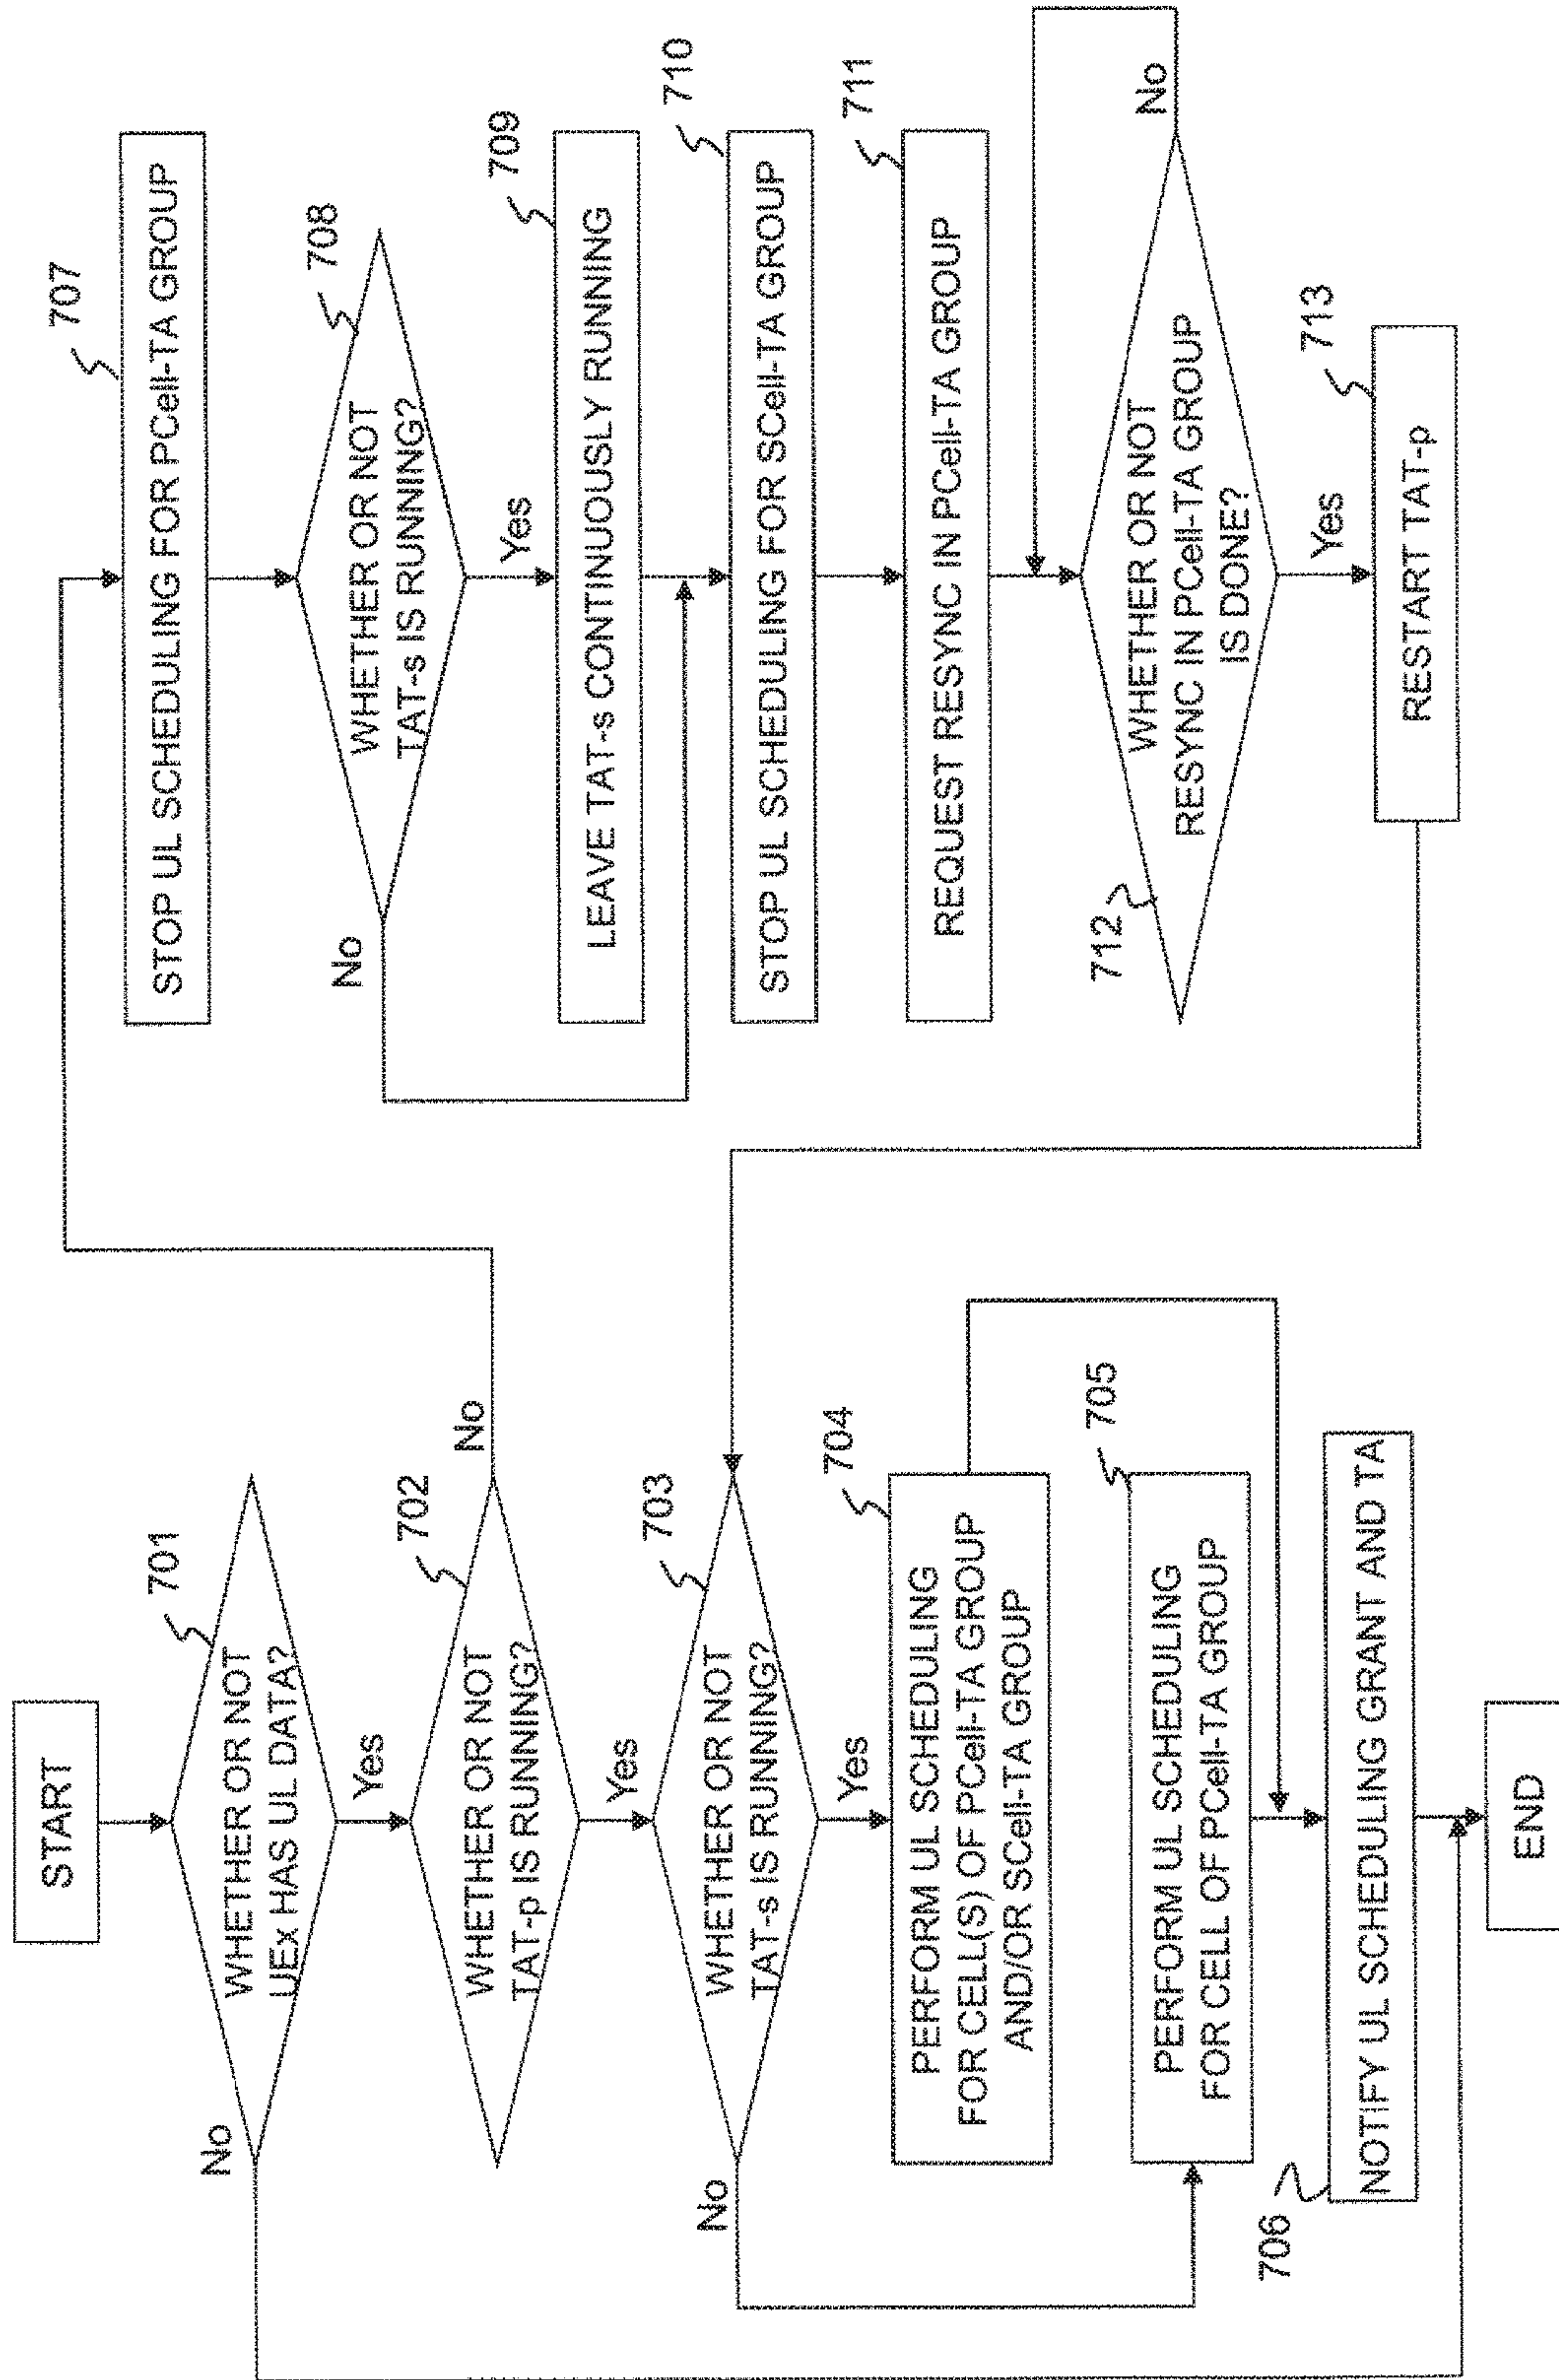 START
701
WHETHER OR NOT
UEx HAS UL DATA?
No
Yes
702
WHETHER OR NOT
TAT-p IS RUNNING?
No
Yes
703
WHETHER OR NOT
TAT-s IS RUNNING?
No
Yes
704
PERFORM UL SCHEDULING
FOR CELL(S) OF PCell-TA GROUP
AND/OR SCell-TA GROUP
705
PERFORM UL SCHEDULING
FOR CELL OF PCell-TA GROUP
706
NOTIFY UL SCHEDULING GRANT AND TA
END
707
STOP UL SCHEDULING FOR PCell-TA GROUP
708
WHETHER OR NOT
TAT-s IS RUNNING?
No
Yes
709
LEAVE TAT-s CONTINUOUSLY RUNNING
710
STOP UL SCHEDULING FOR SCell-TA GROUP
711
REQUEST RESYNC IN PCell-TA GROUP
712
WHETHER OR NOT
RESYNC IN PCell-TA GROUP
IS DONE?
No
Yes
713
RESTART TAT-p